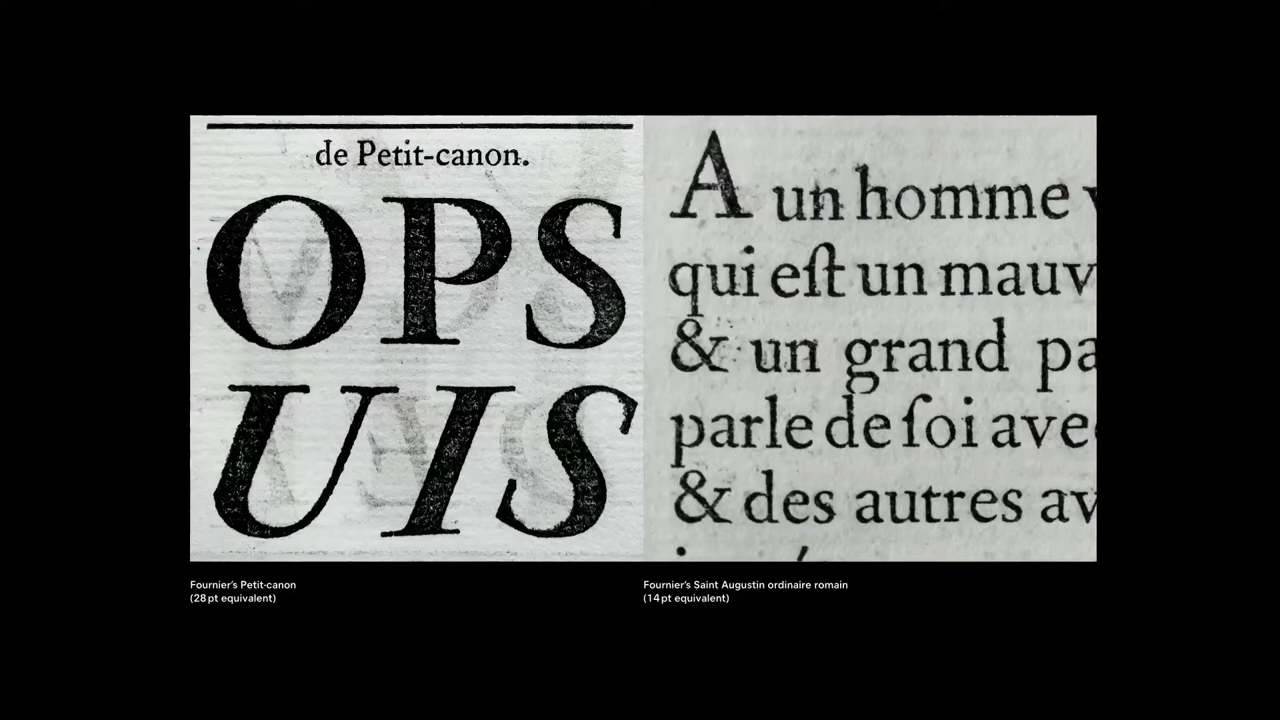 de Petit-canon.
OPS
UIS
A un homme
qui eſt un mauv
& un grand pa
parle de ſoi ave
& des autres av
Fournier’s Petit-canon
(28 pt equivalent)
Fournier’s Saint Augustin ordinaire romain
(14 pt equivalent)